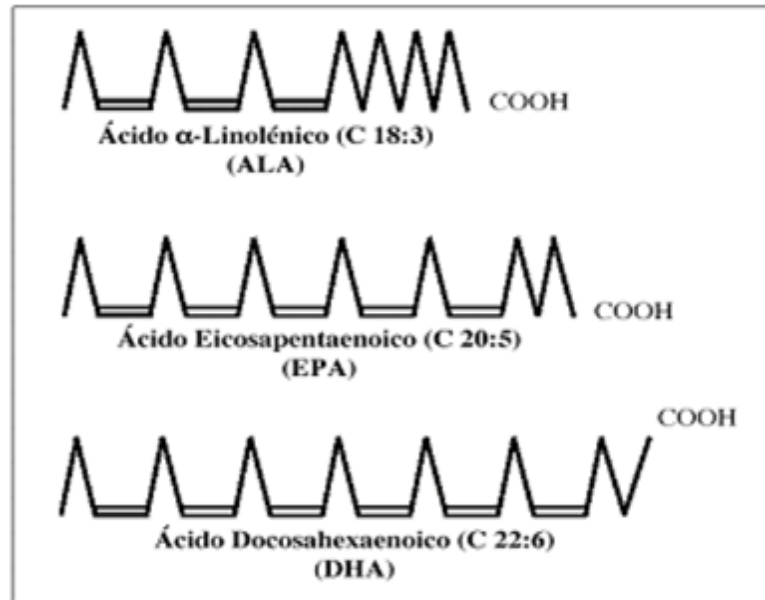 COOH
Ácido α-Linolénico (C 18:3)
(ALA)
COOH
Ácido Eicosapentaenoico (C 20:5)
(EPA)
COOH
Ácido Docosahexaenoico (C 22:6)
(DHA)